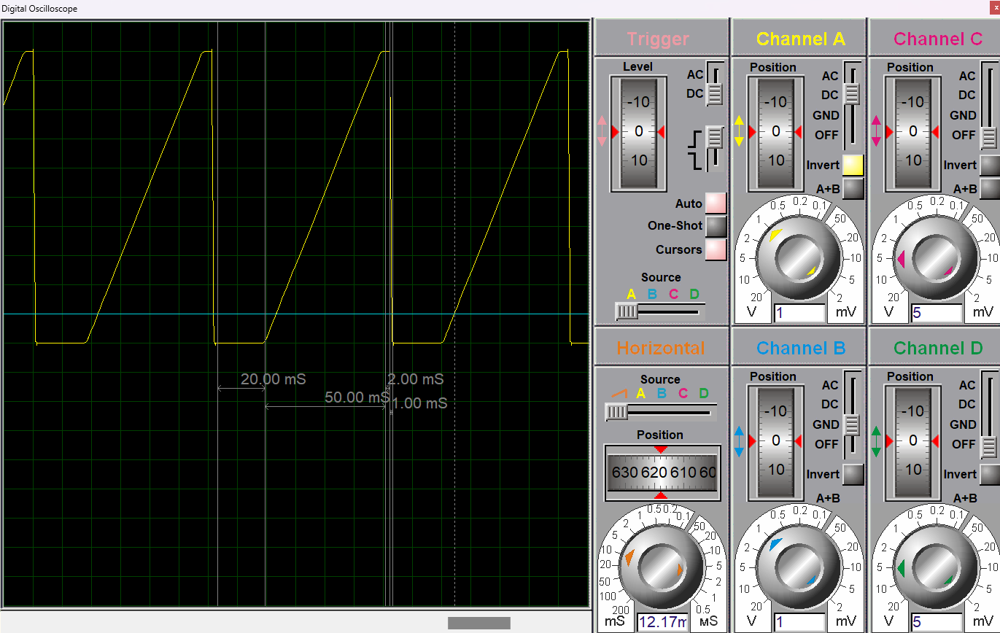 Digital Oscilloscope
x
20.00 mS
2.00 mS
50.00 mS
1.00 mS
Trigger
Level
AC
DC
-10
0
10
Auto
One-Shot
Cursors
Source
A B C D
Channel A
Position
AC
DC
GND
OFF
-10
0
10
Invert
A+B
20 10 5 2 1 0.5 0.2 0.1 50 20 10 5 2
V
1
mV
Channel C
Position
AC
DC
GND
OFF
-10
0
10
Invert
A+B
20 10 5 2 1 0.5 0.2 0.1 50 20 10 5 2
V
5
mV
Horizontal
Source
A B C D
Position
630 620 610 60
200 100 50 20 10 5 2 1 0.5 0.2 0.1 50 20 10 5 2 1 0.5
mS
12.17m
мS
Channel B
Position
AC
DC
GND
OFF
-10
0
10
Invert
A+B
20 10 5 2 1 0.5 0.2 0.1 50 20 10 5 2
V
1
mV
Channel D
Position
AC
DC
GND
OFF
-10
0
10
Invert
A+B
20 10 5 2 1 0.5 0.2 0.1 50 20 10 5 2
V
5
mV